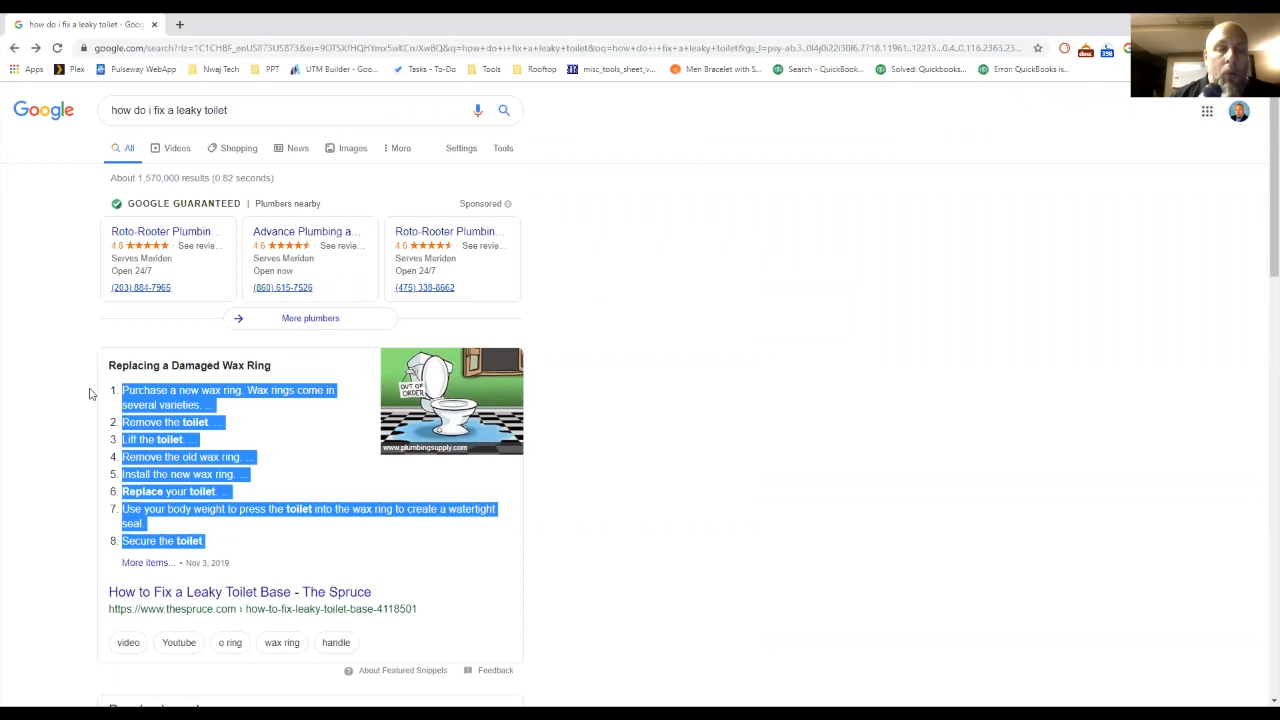 how do i fix a leaky toilet - Goog
Apps
Plex
Pulseway WebApp
Nwaj Tech
PPT
UTM Builder - Goo...
Tasks - To-Do
Tools
Rooftop
misc_tools_sheet_v...
Men Bracelet with S...
Search - QuickBook...
Solved: Quickbooks...
Error: QuickBooks is...
desc
398
Google
how do i fix a leaky toilet
All
Videos
Shopping
News
Images
More
Settings
Tools
About 1,570,000 results (0.82 seconds)
GOOGLE GUARANTEED | Plumbers nearby
Sponsored
Roto-Rooter Plumbin...
4.8 See revie...
Serves Meriden
Open 24/7
(203) 884-7965
Advance Plumbing a...
4.6 See revie...
Serves Meriden
Open now
(860) 615-7526
Roto-Rooter Plumbin...
4.6 See revie...
Serves Meriden
Open 24/7
(475) 338-8662
More plumbers
Replacing a Damaged Wax Ring
1. Purchase a new wax ring. Wax rings come in
several varieties. ...
2. Remove the toilet. ...
3. Lift the toilet. ...
4. Remove the old wax ring. ...
5. Install the new wax ring. ...
6. Replace your toilet. ...
7. Use your body weight to press the toilet into the wax ring to create a watertight
seal.
8. Secure the toilet.
OUT OF
ORDER
www.plumbingsupply.com
More items... • Nov 3, 2019
How to Fix a Leaky Toilet Base - The Spruce
https://www.thespruce.com › how-to-fix-leaky-toilet-base-4118501
video
Youtube
o ring
wax ring
handle
About Featured Snippets
Feedback